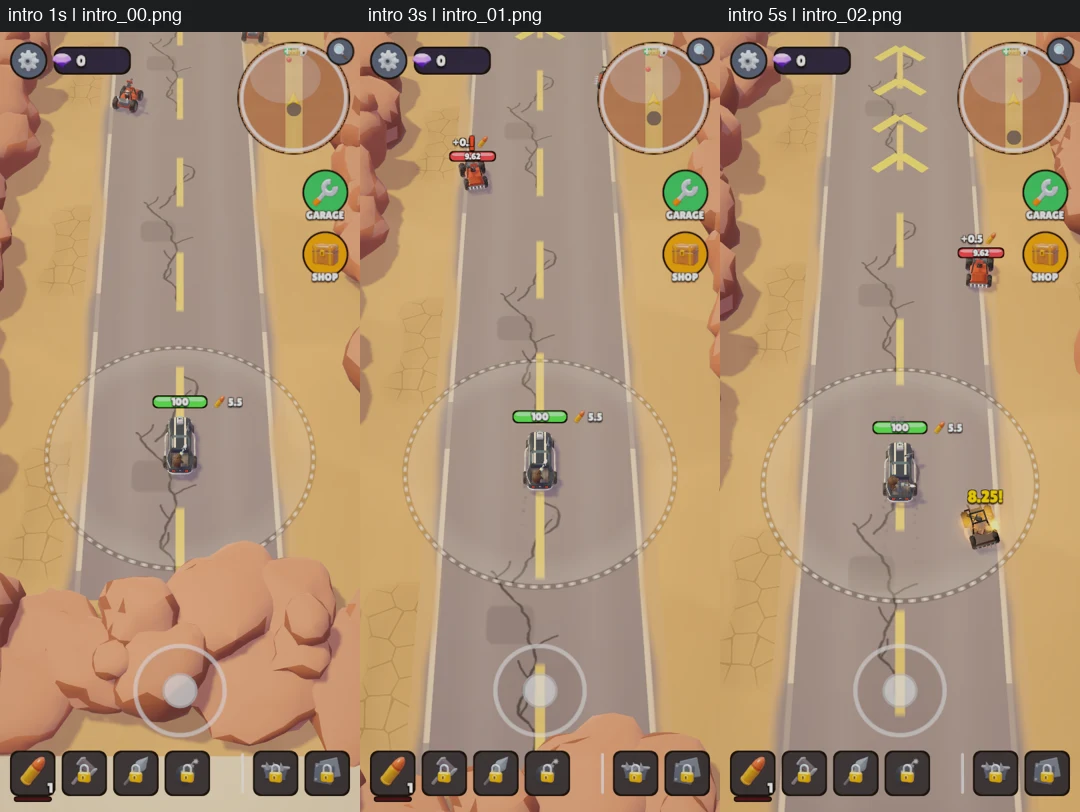 intro 1s | intro_00.png
0
GARAGE
SHOP
100
5.5
1
intro 3s | intro_01.png
0
9.62
GARAGE
SHOP
100
5.5
1
intro 5s | intro_02.png
0
GARAGE
+0.5
9.62
SHOP
100
5.5
8.25!
1